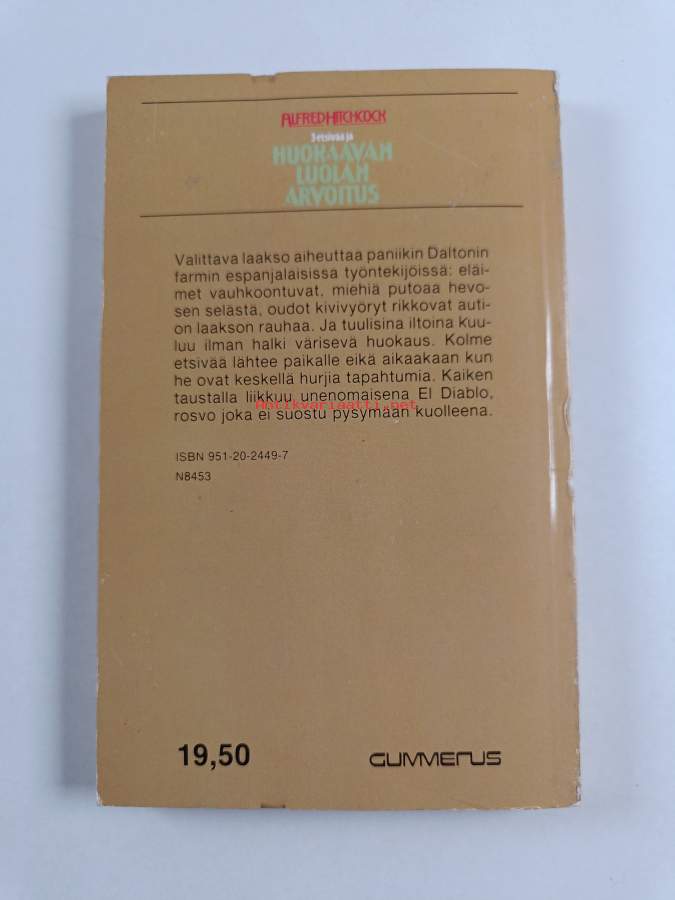 ALFRED HITCHCOCK
3 etsivää ja
HUOKAAVAN
LUOLAN
ARVOITUS
Valittava laakso aiheuttaa paniikin Daltonin
farmin espanjalaisissa työntekijöissä: eläi-
met vauhkoontuvat, miehiä putoaa hevo-
sen selästä, oudot kivivyöryt rikkovat auti-
on laakson rauhaa. Ja tuulisina iltoina kuu-
luu ilman halki värisevä huokaus. Kolme
etsivää lähtee paikalle eikä aikaakaan kun
he ovat keskellä hurjia tapahtumia. Kaiken
taustalla liikkuu unenomaisena El Diablo,
Antikvariaatti.net
rosvo joka ei suostu pysymään kuolleena.
ISBN 951-20-2449-7
N8453
19,50
GUMMERUS